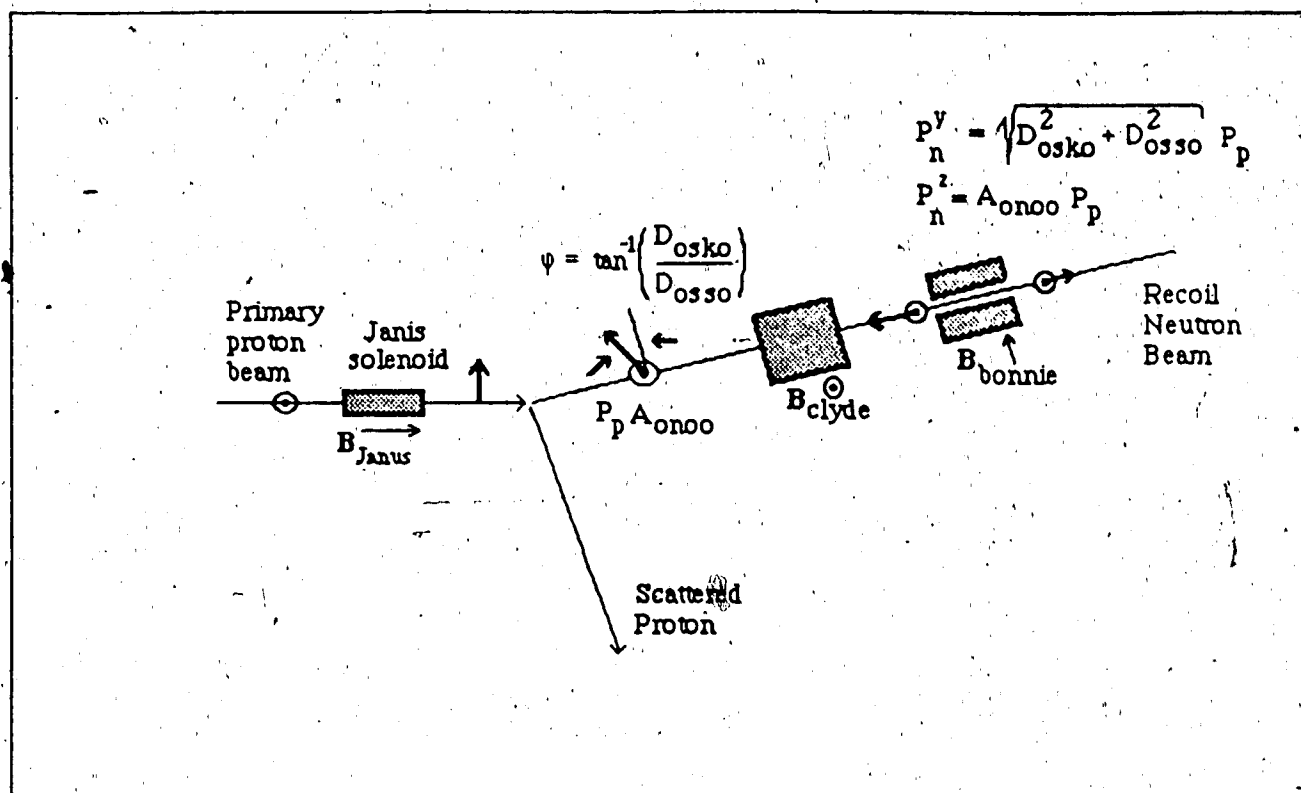 P_n^y = √(D²_osko + D²_osso) P_p
P_n^z = A_onoo P_p
φ = tan⁻¹(D_osko / D_osso)
Primary
proton
beam
Janis
solenoid
B_Janus
P_p A_onoo
B_clyde
B_bonnie
Recoil
Neutron
Beam
Scattered
Proton